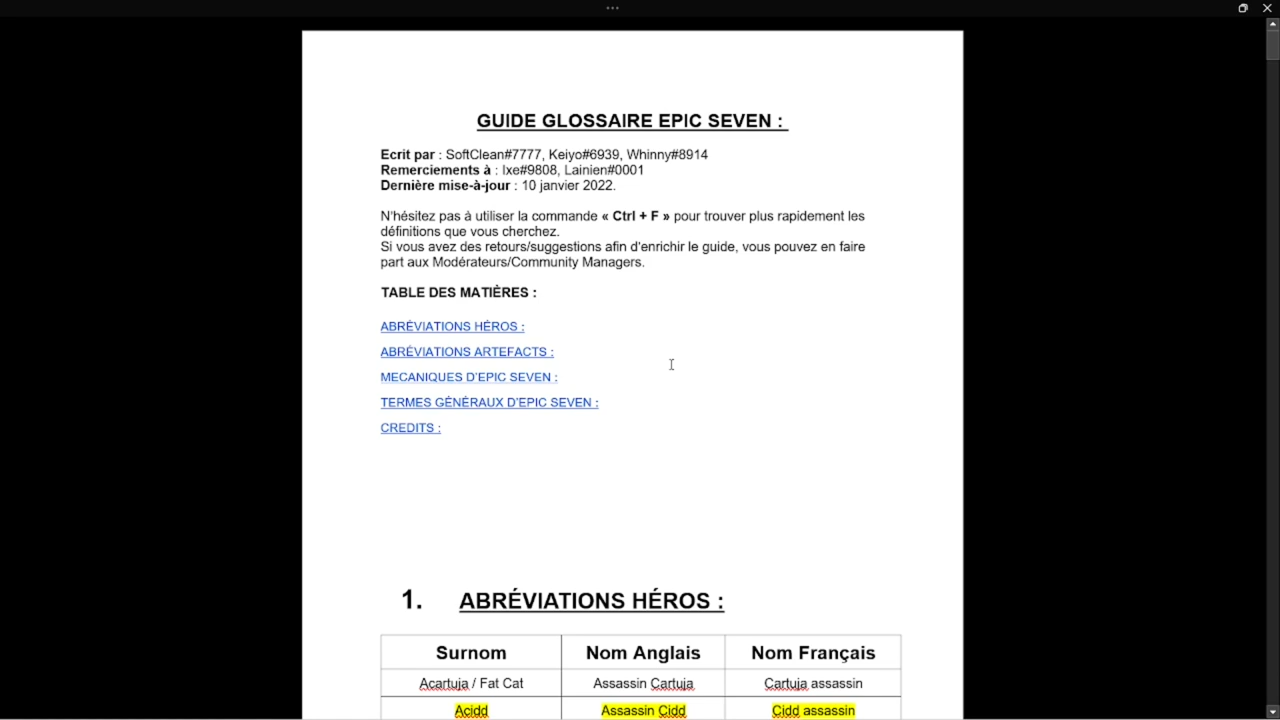 GUIDE GLOSSAIRE EPIC SEVEN :
Ecrit par : SoftClean#7777, Keiyo#6939, Whinny#8914
Remerciements à : Ixe#9808, Lainien#0001
Dernière mise-à-jour : 10 janvier 2022.
N'hésitez pas à utiliser la commande « Ctrl + F » pour trouver plus rapidement les
définitions que vous cherchez.
Si vous avez des retours/suggestions afin d'enrichir le guide, vous pouvez en faire
part aux Modérateurs/Community Managers.
TABLE DES MATIÈRES :
ABRÉVIATIONS HÉROS :
ABRÉVIATIONS ARTEFACTS :
MECANIQUES D'EPIC SEVEN :
TERMES GÉNÉRAUX D'EPIC SEVEN :
CREDITS :
1. ABRÉVIATIONS HÉROS :
Surnom Nom Anglais Nom Français
Acartuja / Fat Cat Assassin Cartuja Cartuja assassin
Acidd Assassin Cidd Cidd assassin